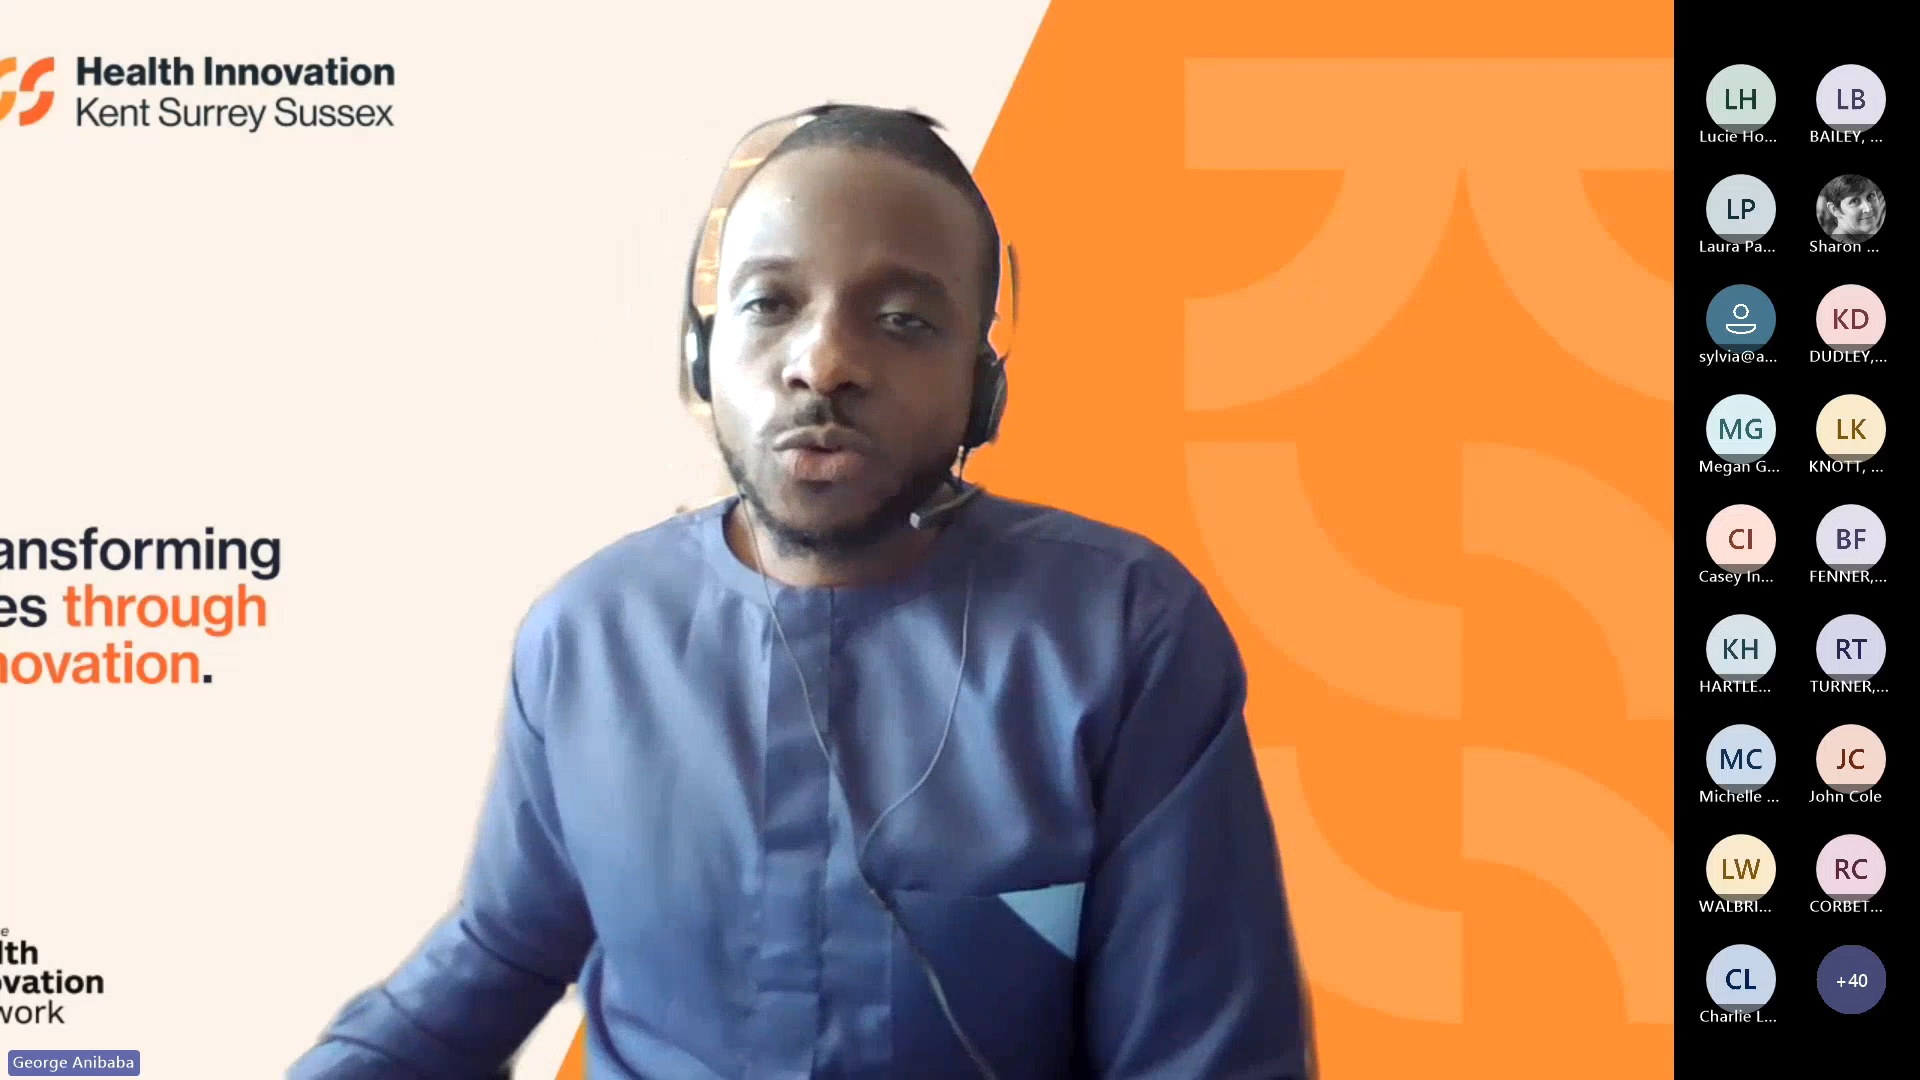 Health Innovation
Kent Surrey Sussex
ansforming
es through
novation.
e
lth
ovation
work
George Anibaba
LH
Lucie Ho...
LB
BAILEY, ...
LP
Laura Pa...
Sharon ...
sylvia@a...
KD
DUDLEY,...
MG
Megan G...
LK
KNOTT, ...
CI
Casey In...
BF
FENNER,...
KH
HARTLE...
RT
TURNER,...
MC
Michelle ...
JC
John Cole
LW
WALBRI...
RC
CORBET...
CL
Charlie L...
+40